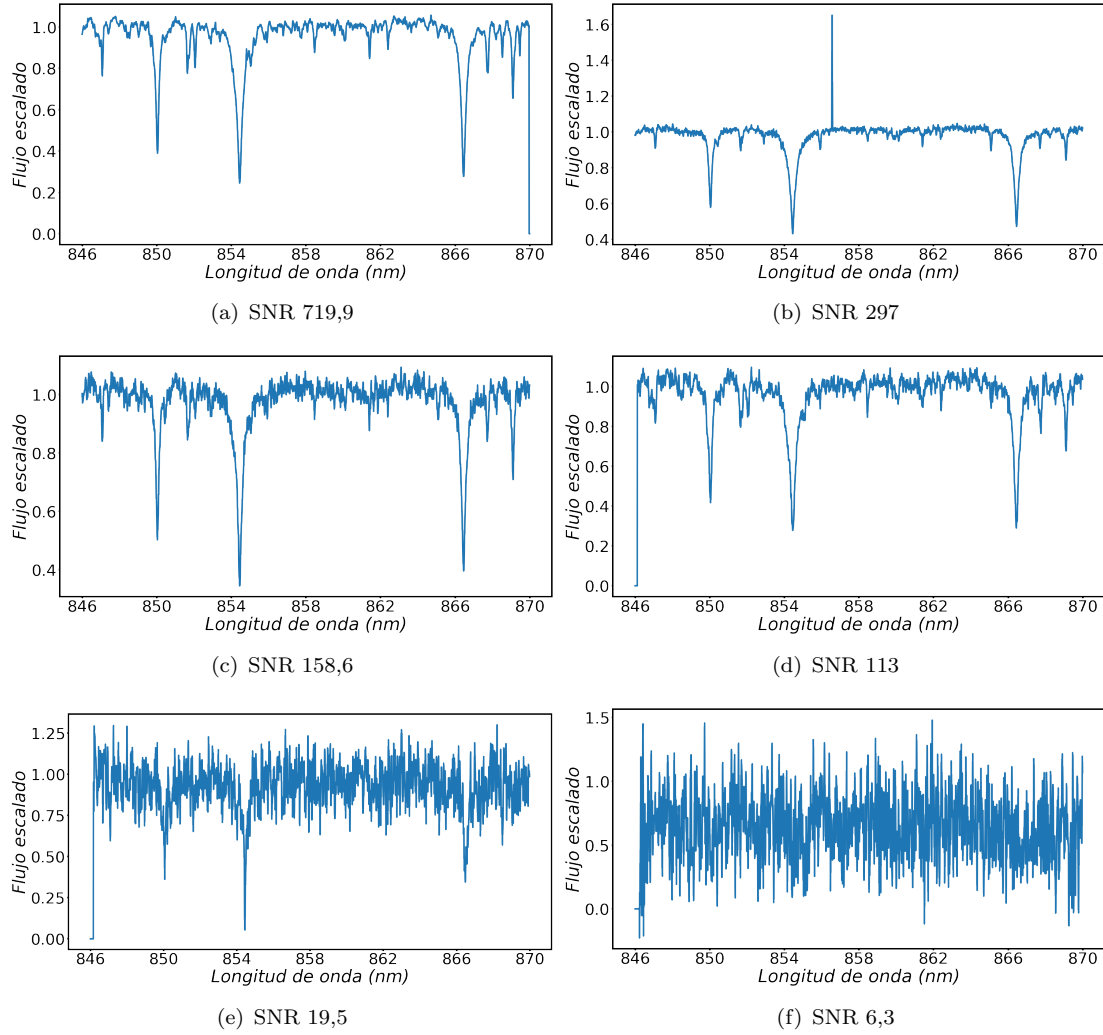 1.0
0.8
0.6
0.4
0.2
0.0
Flujo escalado
846 850 854 858 862 866 870
Longitud de onda (nm)
(a) SNR 719,9
1.6
1.4
1.2
1.0
0.8
0.6
0.4
Flujo escalado
846 850 854 858 862 866 870
Longitud de onda (nm)
(b) SNR 297
1.0
0.8
0.6
0.4
Flujo escalado
846 850 854 858 862 866 870
Longitud de onda (nm)
(c) SNR 158,6
1.0
0.8
0.6
0.4
0.2
0.0
Flujo escalado
846 850 854 858 862 866 870
Longitud de onda (nm)
(d) SNR 113
1.25
1.00
0.75
0.50
0.25
0.00
Flujo escalado
846 850 854 858 862 866 870
Longitud de onda (nm)
(e) SNR 19,5
1.5
1.0
0.5
0.0
Flujo escalado
846 850 854 858 862 866 870
Longitud de onda (nm)
(f) SNR 6,3